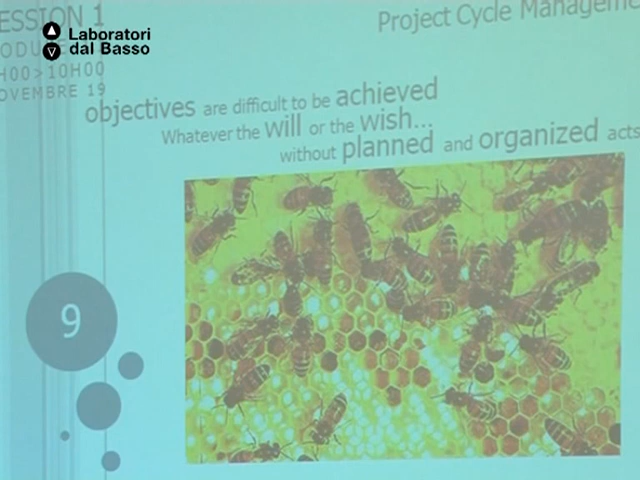 ESSION 1
Laboratori
dal Basso
H00>10H00
OVEMBRE 19
Project Cycle Manageme
objectives are difficult to be achieved
Whatever the will or the wish...
without planned and organized acts
9